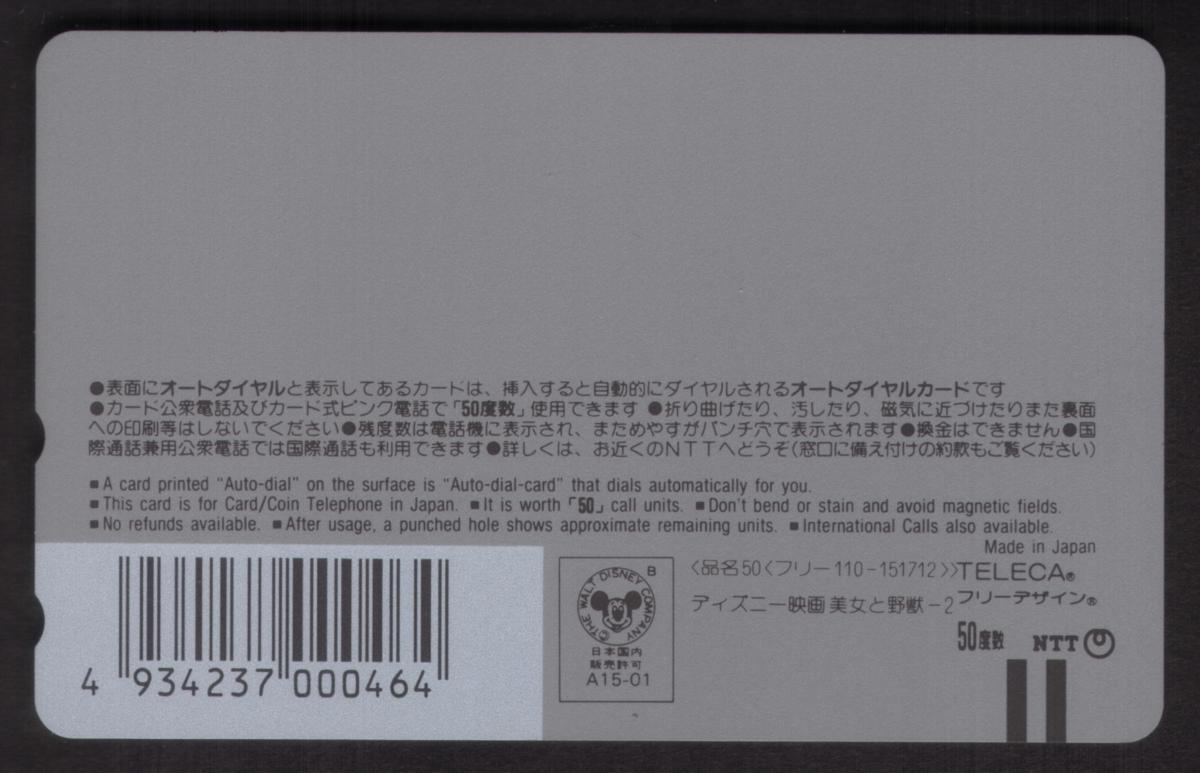 ●表面にオートダイヤルと表示してあるカードは、挿入すると自動的にダイヤルされるオートダイヤルカードです
●カード公衆電話及びカード式ピンク電話で「50度数」使用できます ●折り曲げたり、汚したり、磁気に近づけたりまた裏面
への印刷等はしないでください●残度数は電話機に表示され、まためやすがパンチ穴で表示されます●換金はできません●国
際通話兼用公衆電話では国際通話も利用できます●詳しくは、お近くのNTTへどうぞ(窓口に備え付けの約款もご覧ください)
■A card printed "Auto-dial" on the surface is "Auto-dial-card" that dials automatically for you.
■This card is for Card/Coin Telephone in Japan. ■It is worth「50」call units. ■Don't bend or stain and avoid magnetic fields.
■No refunds available. ■After usage, a punched hole shows approximate remaining units. ■International Calls also available.
Made in Japan
4 934237 000464
B
©THE WALT DISNEY COMPANY
日本国内
販売許可
A15-01
〈品名50〈フリー110-151712〉〉TELECA®
ディズニー映画 美女と野獣-2 フリーデザイン®
50度数 NTT